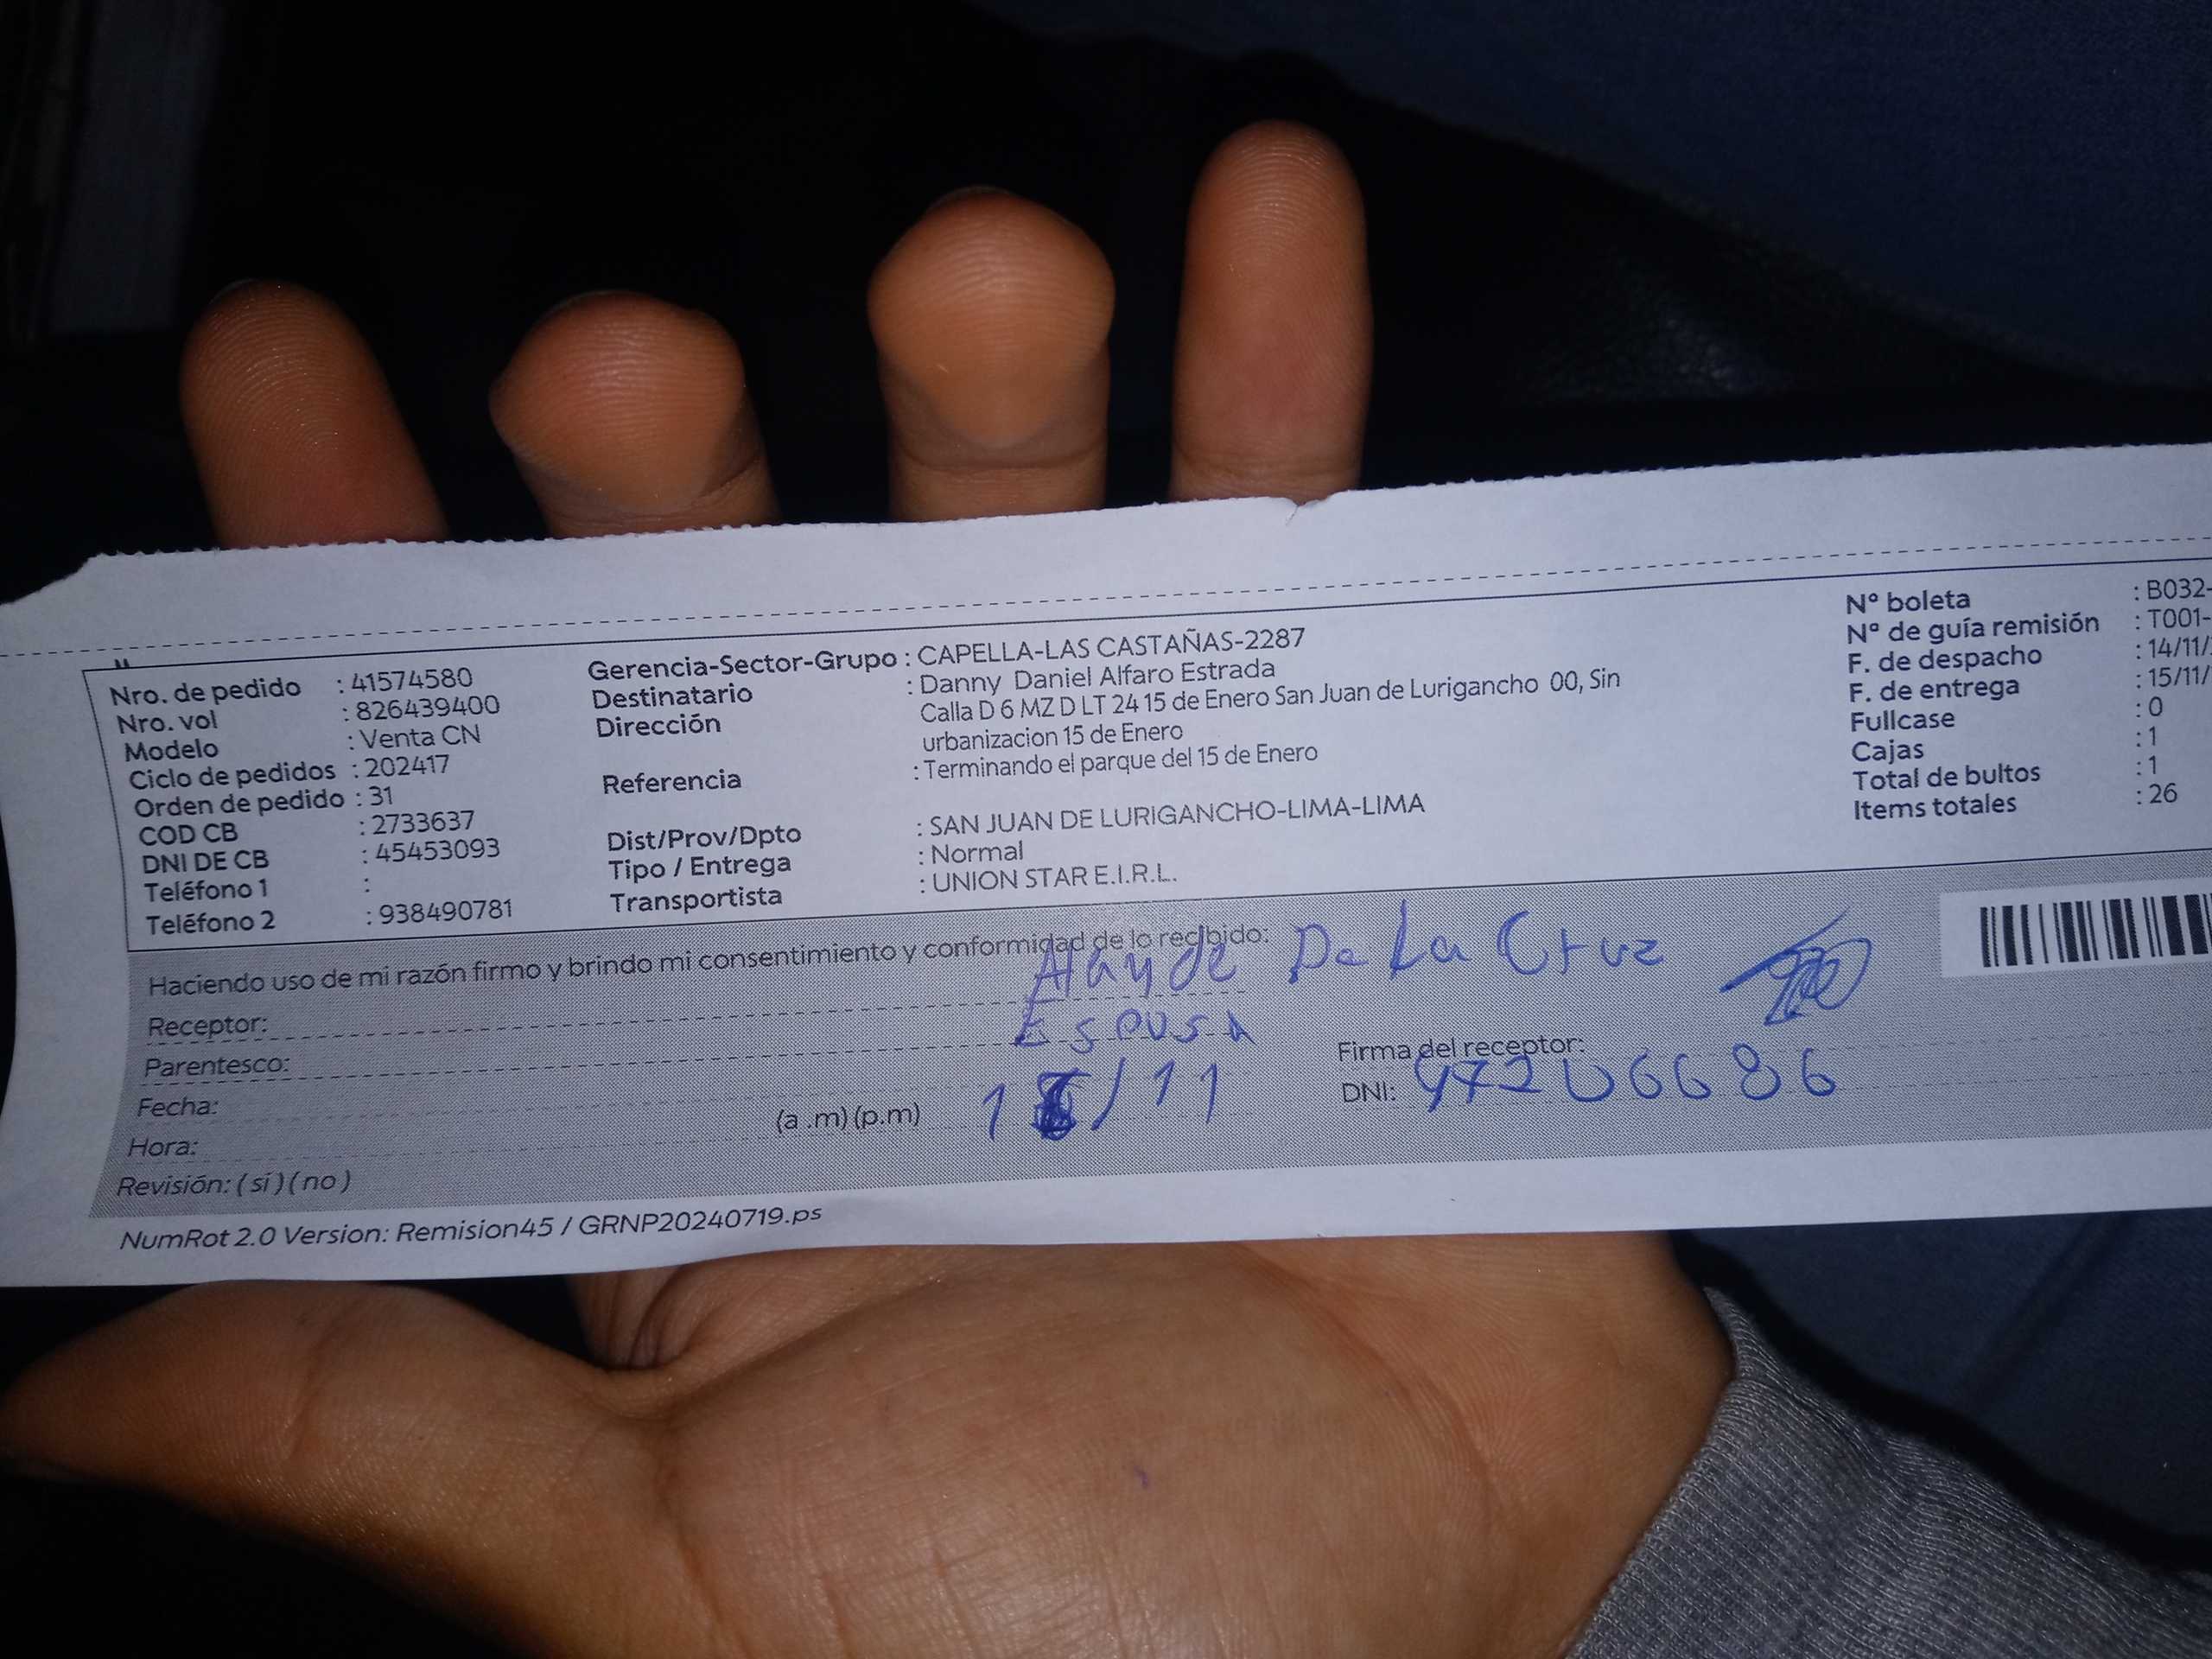 Nro. de pedido : 41574580
Nro. vol : 826439400
Modelo : Venta CN
Ciclo de pedidos : 202417
Orden de pedido : 31
COD CB : 2733637
DNI DE CB : 45453093
Teléfono 1 :
Teléfono 2 : 938490781
Gerencia-Sector-Grupo : CAPELLA-LAS CASTAÑAS-2287
Destinatario : Danny Daniel Alfaro Estrada
Dirección Calla D 6 MZ D LT 24 15 de Enero San Juan de Lurigancho 00, Sin
urbanizacion 15 de Enero
Referencia : Terminando el parque del 15 de Enero
Dist/Prov/Dpto : SAN JUAN DE LURIGANCHO-LIMA-LIMA
Tipo / Entrega : Normal
Transportista : UNION STAR E.I.R.L.
Nº boleta : B032-
Nº de guía remisión : T001-
F. de despacho : 14/11/
F. de entrega : 15/11/
Fullcase : 0
Cajas : 1
Total de bultos : 1
Items totales : 26
Haciendo uso de mi razón firmo y brindo mi consentimiento y conformidad de lo recibido:
Receptor: De La Cruz
Parentesco: Esposa
Fecha: /11
Hora: (a .m) (p.m)
Revisión: ( sí ) ( no )
Firma del receptor:
DNI:
NumRot 2.0 Version: Remision45 / GRNP20240719.ps